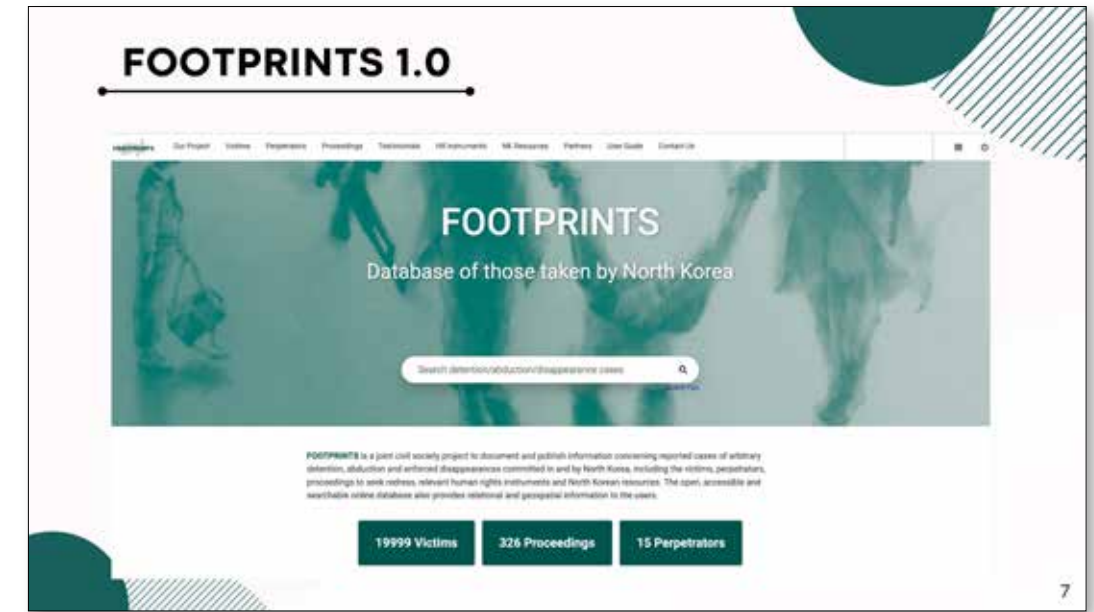 FOOTPRINTS 1.0
Our Project Victims Perpetrators Proceedings Testimonials HR Instruments NK Resources Partners User Guide Contact Us
FOOTPRINTS
Database of those taken by North Korea
Search detention/abduction/disappearance cases
FOOTPRINTS is a joint civil society project to document and publish information concerning reported cases of arbitrary
detention, abduction and enforced disappearances committed in and by North Korea, including the victims, perpetrators,
proceedings to seek redress, relevant human rights instruments and North Korean resources. The open, accessible and
searchable online database also provides relational and geospatial information to the users.
19999 Victims 326 Proceedings 15 Perpetrators
7